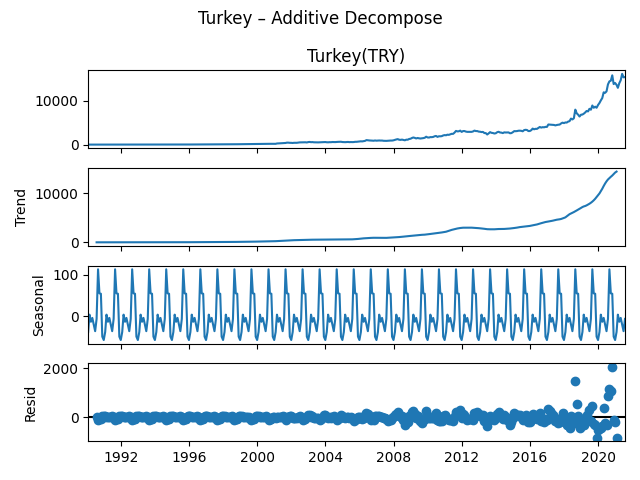 Turkey – Additive Decompose
Turkey(TRY)
10000
0
Trend
10000
0
Seasonal
100
0
Resid
2000
0
1992 1996 2000 2004 2008 2012 2016 2020